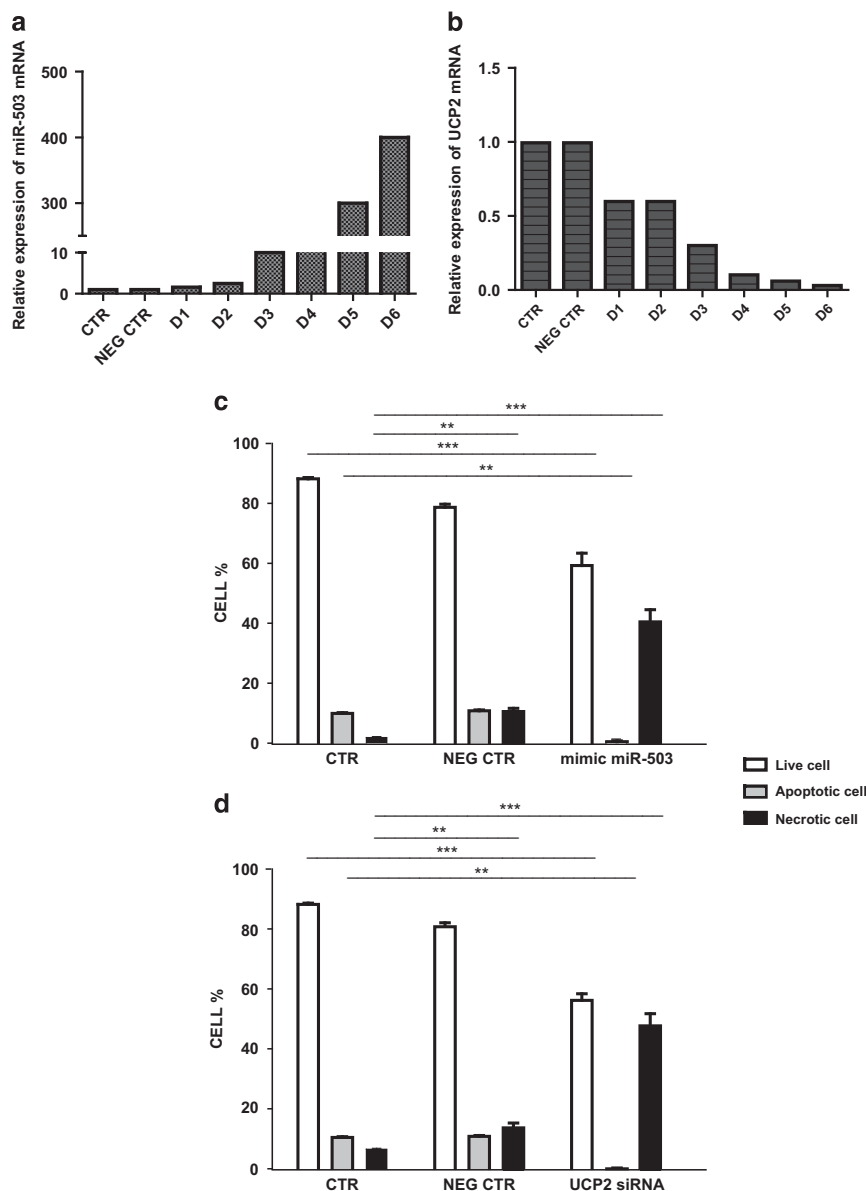 a
Relative expression of miR-503 mRNA
500
400
300
10
0
CTR
NEG CTR
D1
D2
D3
D4
D5
D6
b
Relative expression of UCP2 mRNA
1.5
1.0
0.5
0.0
CTR
NEG CTR
D1
D2
D3
D4
D5
D6
c
***
**
***
**
CELL %
100
80
60
40
20
0
CTR
NEG CTR
mimic miR-503
Live cell
Apoptotic cell
Necrotic cell
d
***
**
***
**
CELL %
100
80
60
40
20
0
CTR
NEG CTR
UCP2 siRNA